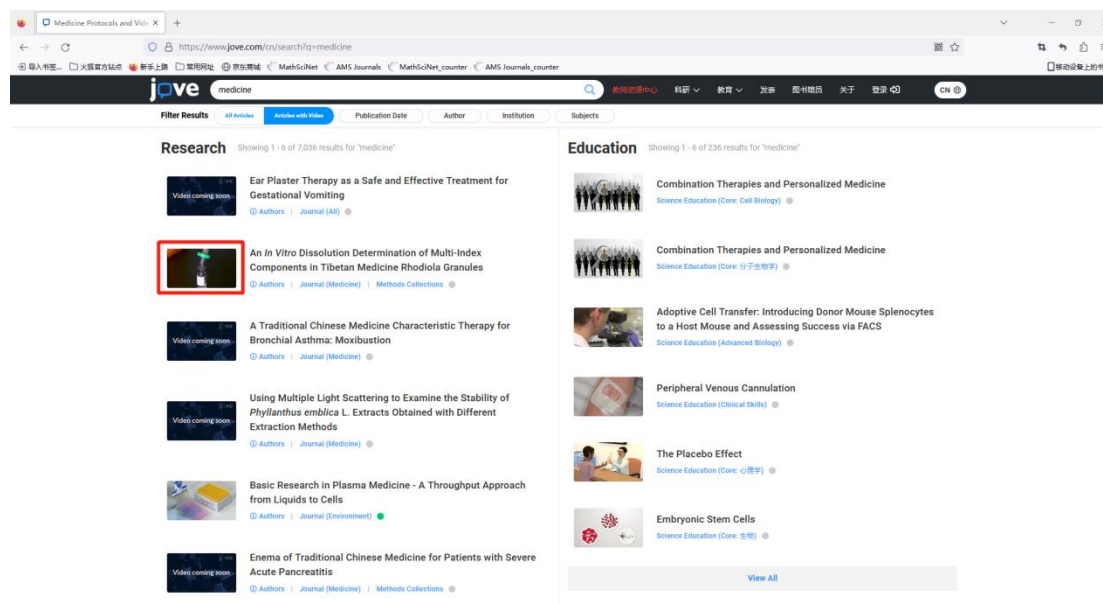 Medicine Protocols and Vide
https://www.jove.com/cn/search?q=medicine
导入书签... 火狐官方站点 新手上路 常用网址 京东商城 MathSciNet AMS Journals MathSciNet_counter AMS Journals_counter
移动设备上的书
jove medicine 教师资源中心 科研 教育 发表 图书馆员 关于 登录 CN
Filter Results All Articles Articles with Video Publication Date Author Institution Subjects
Research Showing 1 - 6 of 7,036 results for "medicine"
Video coming soon
Ear Plaster Therapy as a Safe and Effective Treatment for
Gestational Vomiting
Authors | Journal (All)
An In Vitro Dissolution Determination of Multi-Index
Components in Tibetan Medicine Rhodiola Granules
Authors | Journal (Medicine) | Methods Collections
Video coming soon
A Traditional Chinese Medicine Characteristic Therapy for
Bronchial Asthma: Moxibustion
Authors | Journal (Medicine)
Video coming soon
Using Multiple Light Scattering to Examine the Stability of
Phyllanthus emblica L. Extracts Obtained with Different
Extraction Methods
Authors | Journal (Medicine)
Basic Research in Plasma Medicine - A Throughput Approach
from Liquids to Cells
Authors | Journal (Environment)
Video coming soon
Enema of Traditional Chinese Medicine for Patients with Severe
Acute Pancreatitis
Authors | Journal (Medicine) | Methods Collections
Education Showing 1 - 6 of 236 results for "medicine"
Combination Therapies and Personalized Medicine
Science Education (Core: Cell Biology)
Combination Therapies and Personalized Medicine
Science Education (Core: 分子生物学)
Adoptive Cell Transfer: Introducing Donor Mouse Splenocytes
to a Host Mouse and Assessing Success via FACS
Science Education (Advanced Biology)
Peripheral Venous Cannulation
Science Education (Clinical Skills)
The Placebo Effect
Science Education (Core: 心理学)
Embryonic Stem Cells
Science Education (Core: 生物)
View All